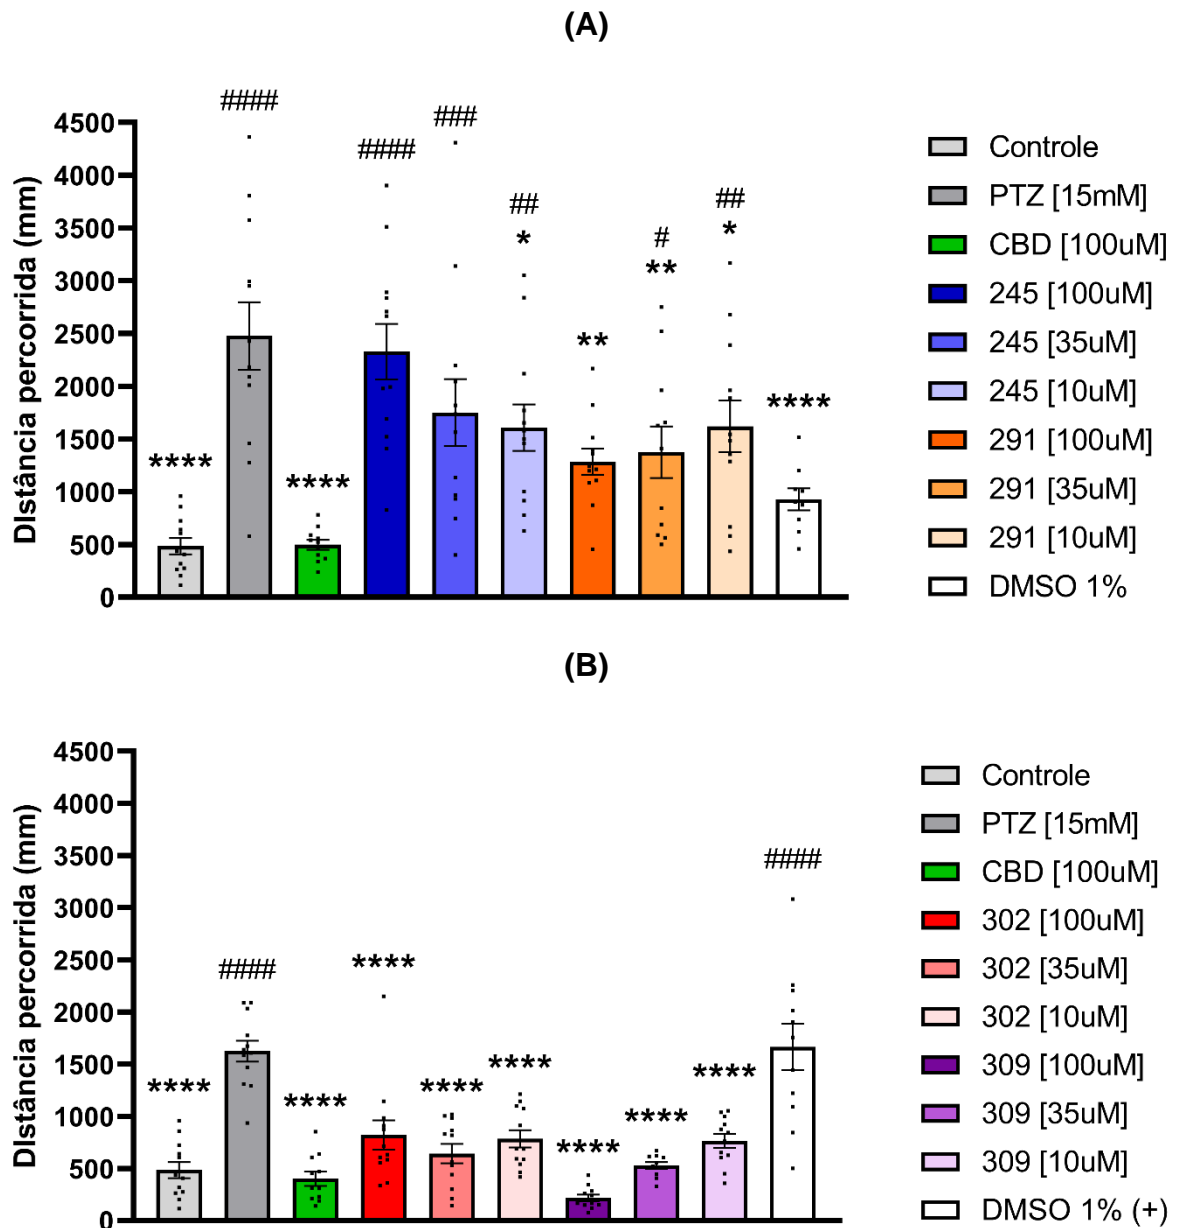 (A)
DIstância percorrida (mm)
4500
4000
3500
3000
2500
2000
1500
1000
500
0
****
####
****
####
###
##
*
**
#
**
##
*
****
Controle
PTZ [15mM]
CBD [100uM]
245 [100uM]
245 [35uM]
245 [10uM]
291 [100uM]
291 [35uM]
291 [10uM]
DMSO 1%
(B)
DIstância percorrida (mm)
4500
4000
3500
3000
2500
2000
1500
1000
500
0
****
####
****
****
****
****
****
****
****
####
Controle
PTZ [15mM]
CBD [100uM]
302 [100uM]
302 [35uM]
302 [10uM]
309 [100uM]
309 [35uM]
309 [10uM]
DMSO 1% (+)